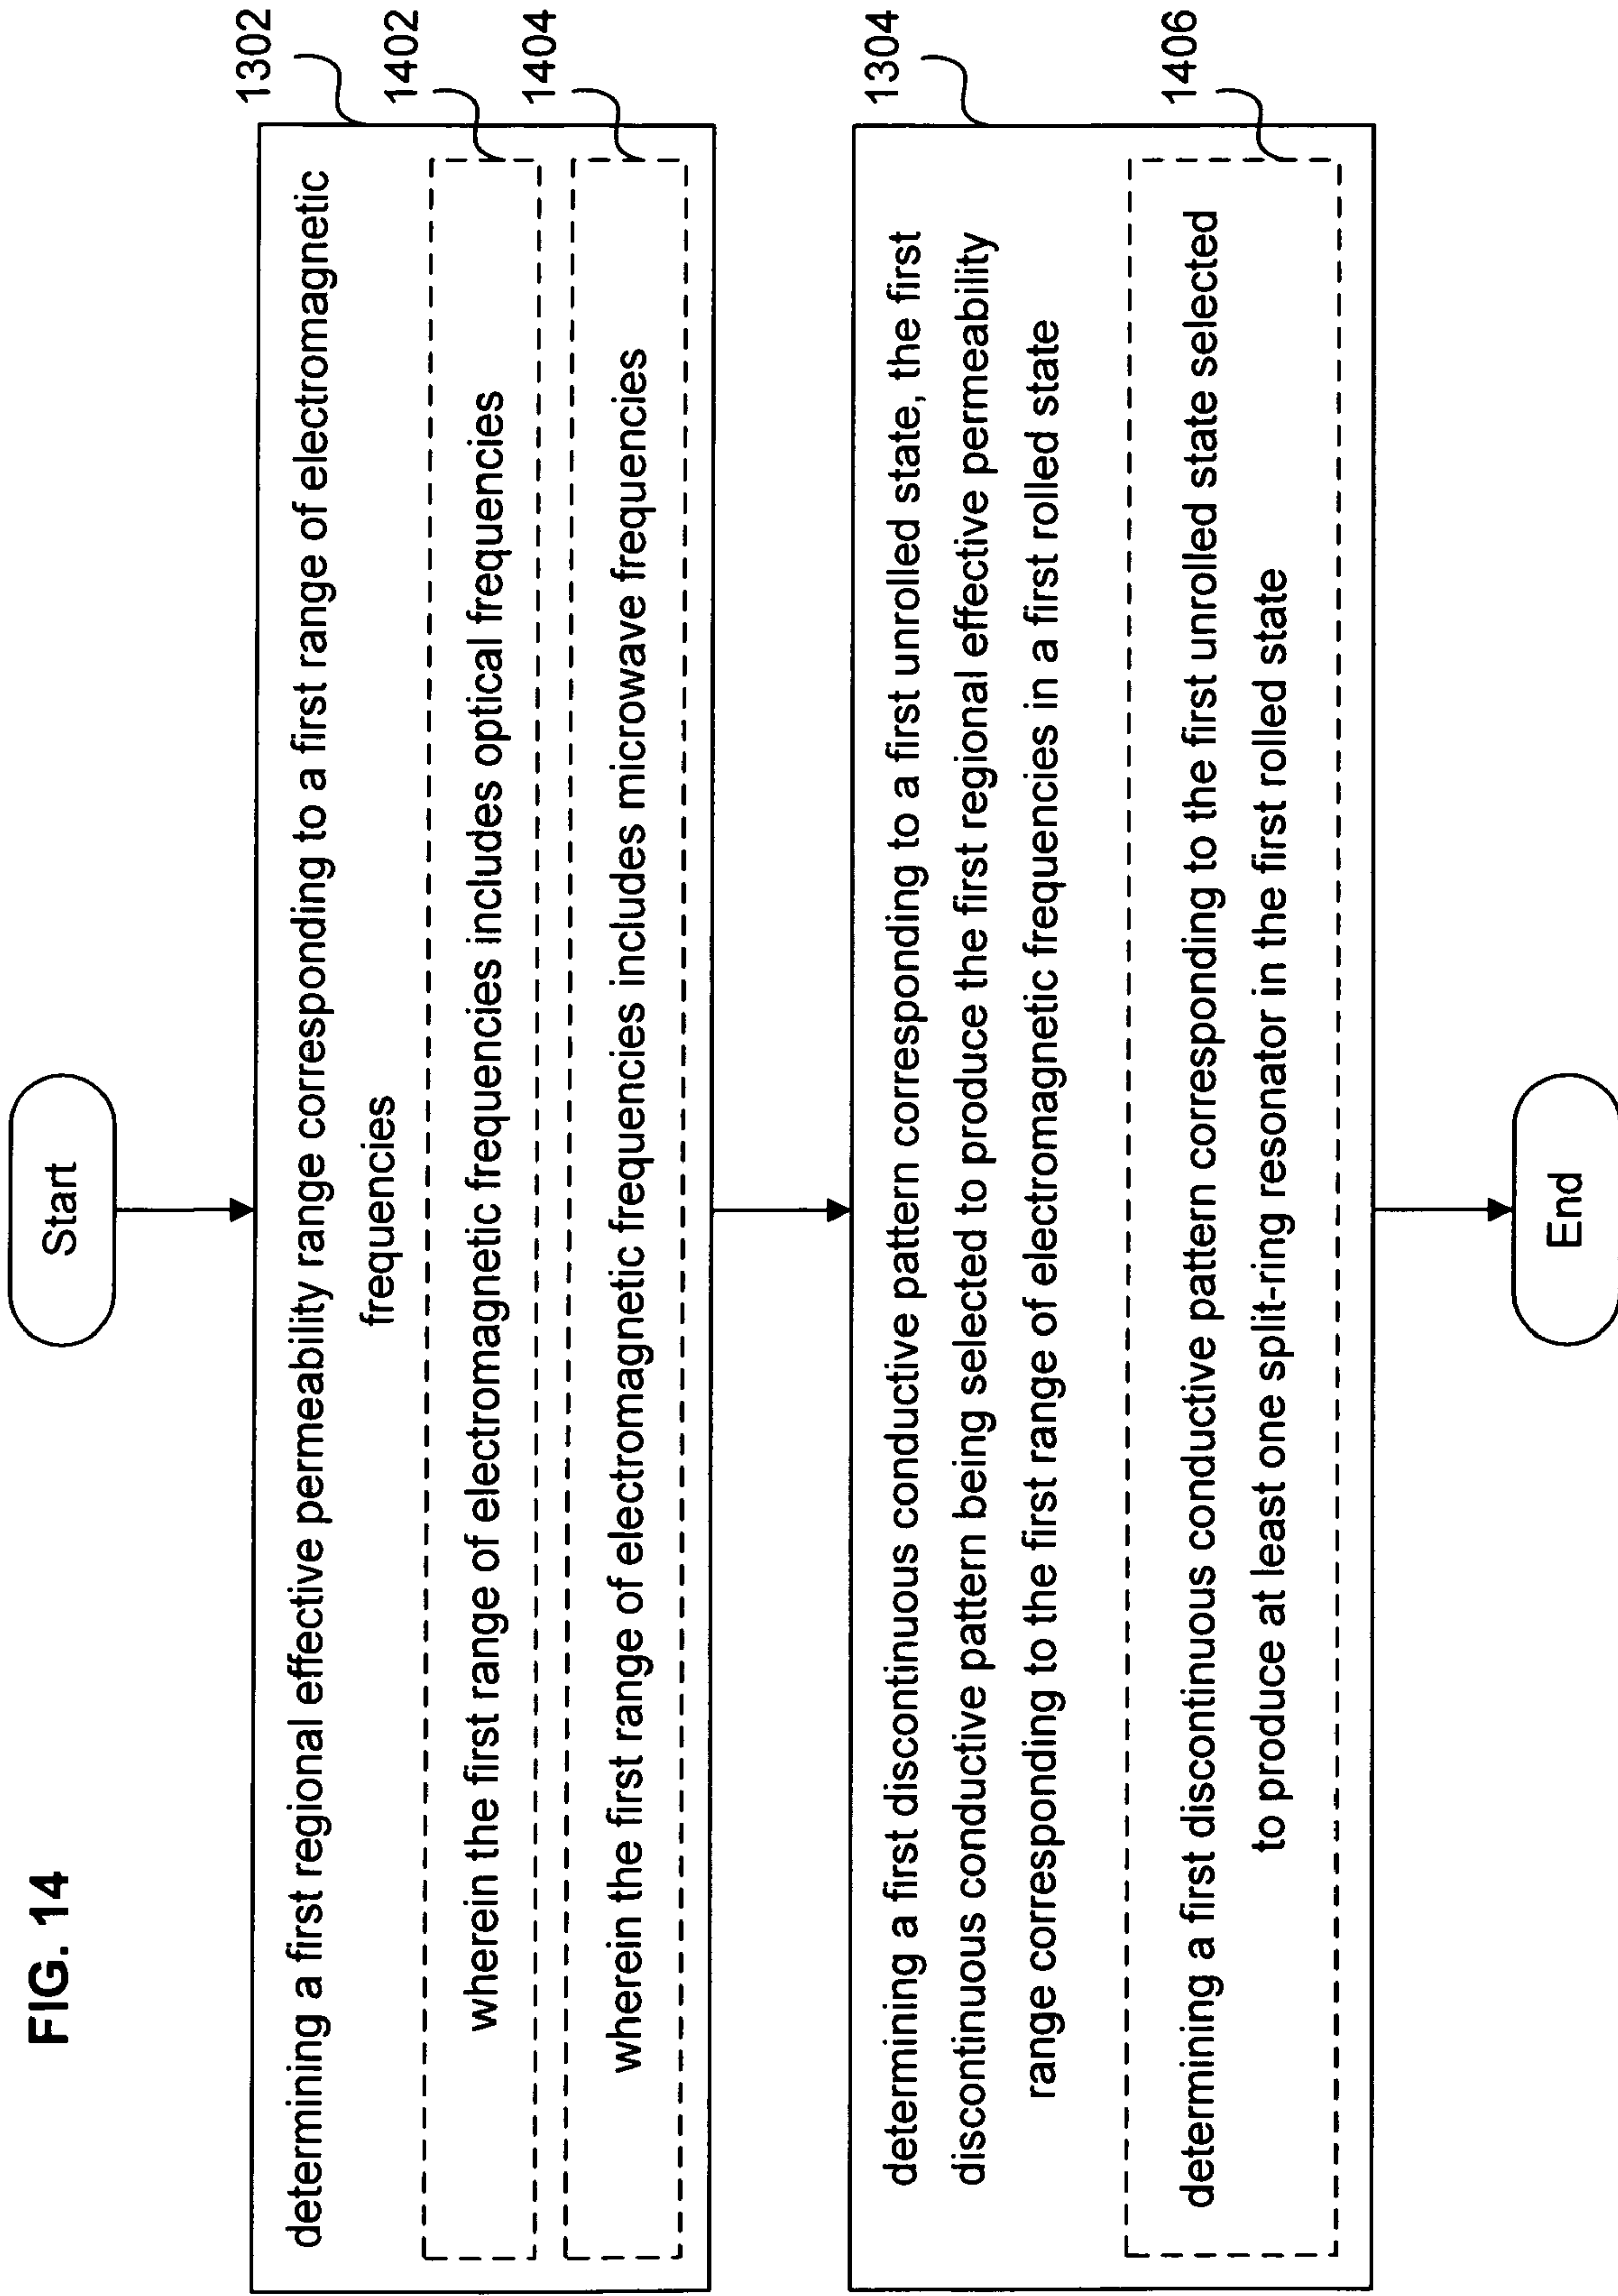 FIG. 14
Start
determining a first regional effective permeability range corresponding to a first range of electromagnetic
frequencies
1302
wherein the first range of electromagnetic frequencies includes optical frequencies
1402
wherein the first range of electromagnetic frequencies includes microwave frequencies
1404
determining a first discontinuous conductive pattern corresponding to a first unrolled state, the first
discontinuous conductive pattern being selected to produce the first regional effective permeability
range corresponding to the first range of electromagnetic frequencies in a first rolled state
1304
determining a first discontinuous conductive pattern corresponding to the first unrolled state selected
to produce at least one split-ring resonator in the first rolled state
1406
End